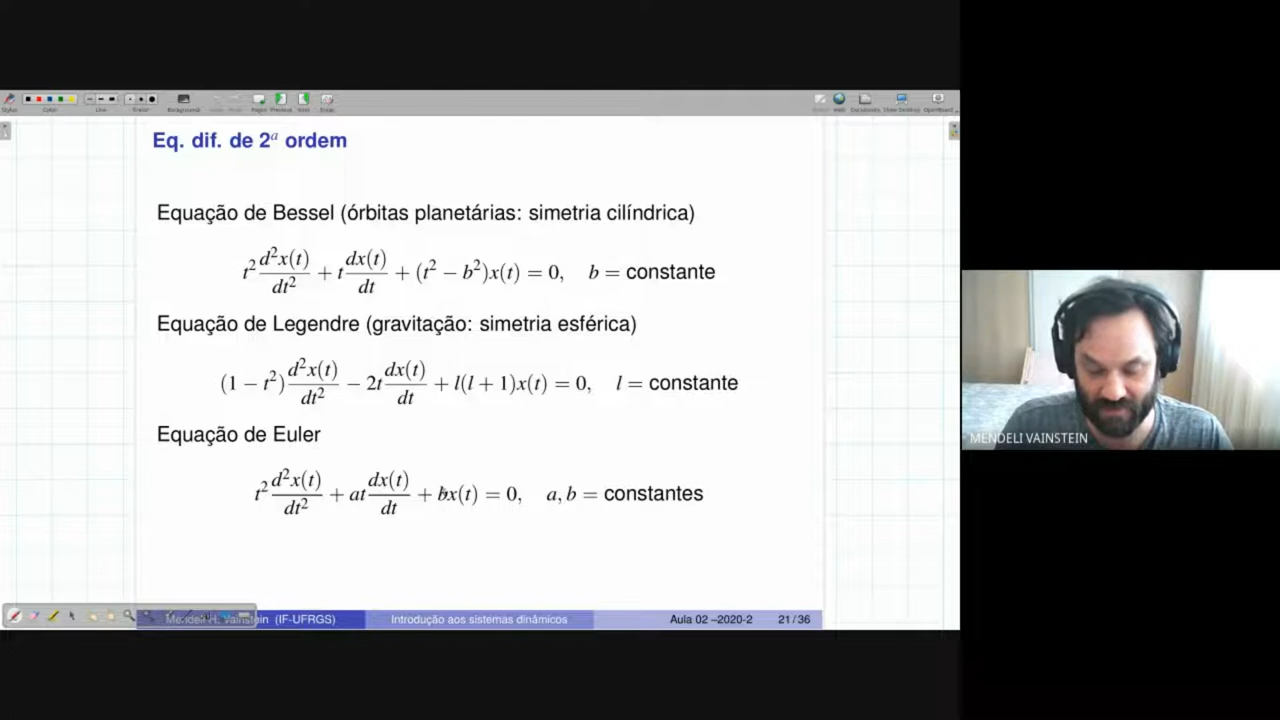 Eq. dif. de 2ª ordem
Equação de Bessel (órbitas planetárias: simetria cilíndrica)
t² d²x(t)/dt² + t dx(t)/dt + (t² − b²)x(t) = 0, b = constante
Equação de Legendre (gravitação: simetria esférica)
(1 − t²) d²x(t)/dt² − 2t dx(t)/dt + l(l + 1)x(t) = 0, l = constante
Equação de Euler
t² d²x(t)/dt² + at dx(t)/dt + bx(t) = 0, a, b = constantes
MENDELI VAINSTEIN
Mendeli H. Vainstein (IF-UFRGS) Introdução aos sistemas dinâmicos Aula 02 –2020-2 21 / 36